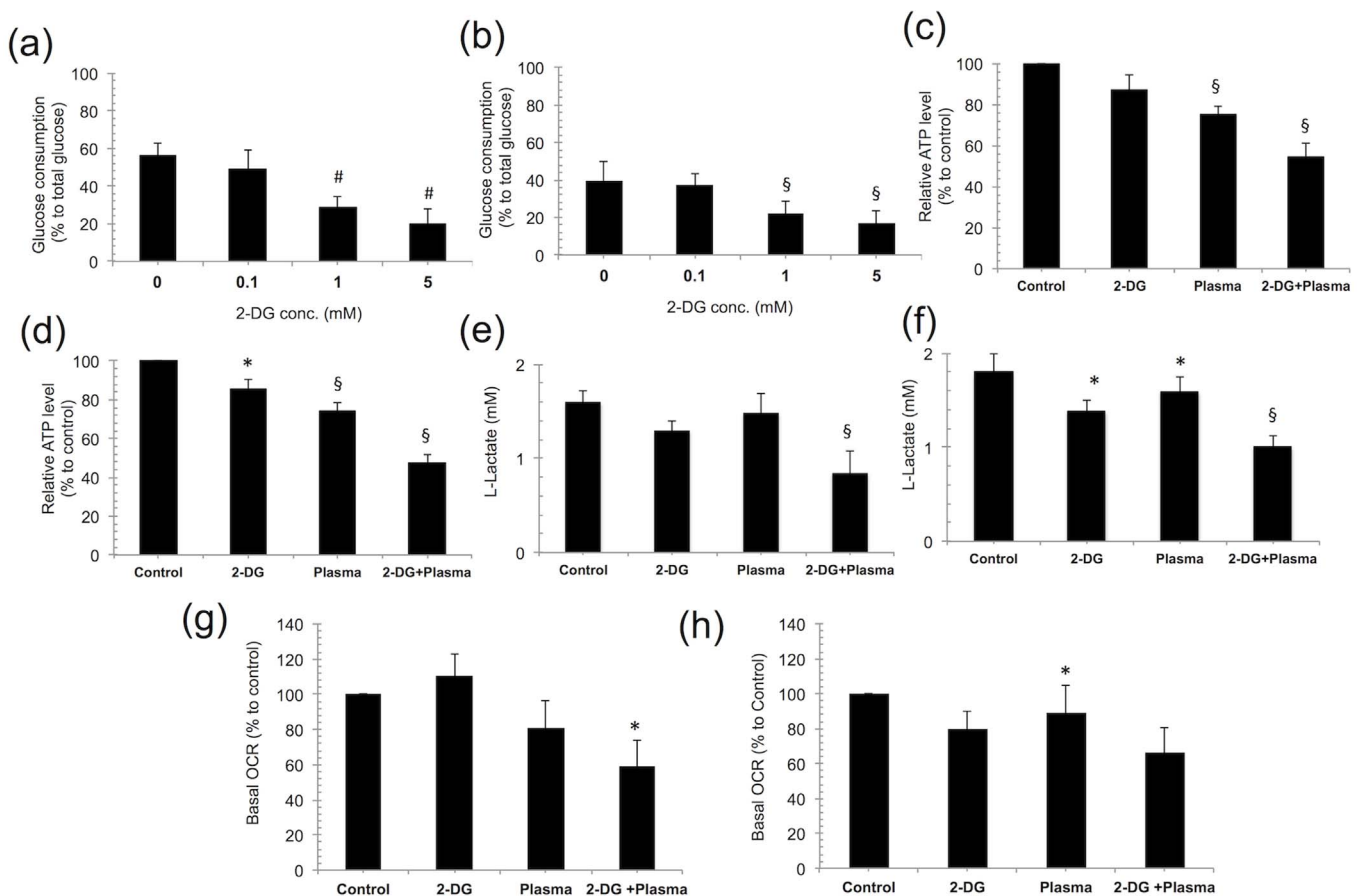 (a)
Glucose consumption
(% to total glucose)
100
80
60
40
20
0
#
#
0 0.1 1 5
2-DG conc. (mM)
(b)
Glucose consumption
(% to total glucose)
100
80
60
40
20
0
§
§
0 0.1 1 5
2-DG conc. (mM)
(c)
Relative ATP level
(% to control)
100
80
60
40
20
0
§
§
Control 2-DG Plasma 2-DG+Plasma
(d)
Relative ATP level
(% to control)
100
80
60
40
20
0
*
§
§
Control 2-DG Plasma 2-DG+Plasma
(e)
L-Lactate (mM)
2
1
0
§
Control 2-DG Plasma 2-DG+Plasma
(f)
L-Lactate (mM)
2
1
0
*
*
§
Control 2-DG Plasma 2-DG+Plasma
(g)
Basal OCR (% to control)
140
120
100
80
60
40
20
0
*
Control 2-DG Plasma 2-DG +Plasma
(h)
Basal OCR (% to Control)
140
120
100
80
60
40
20
0
*
Control 2-DG Plasma 2-DG +Plasma